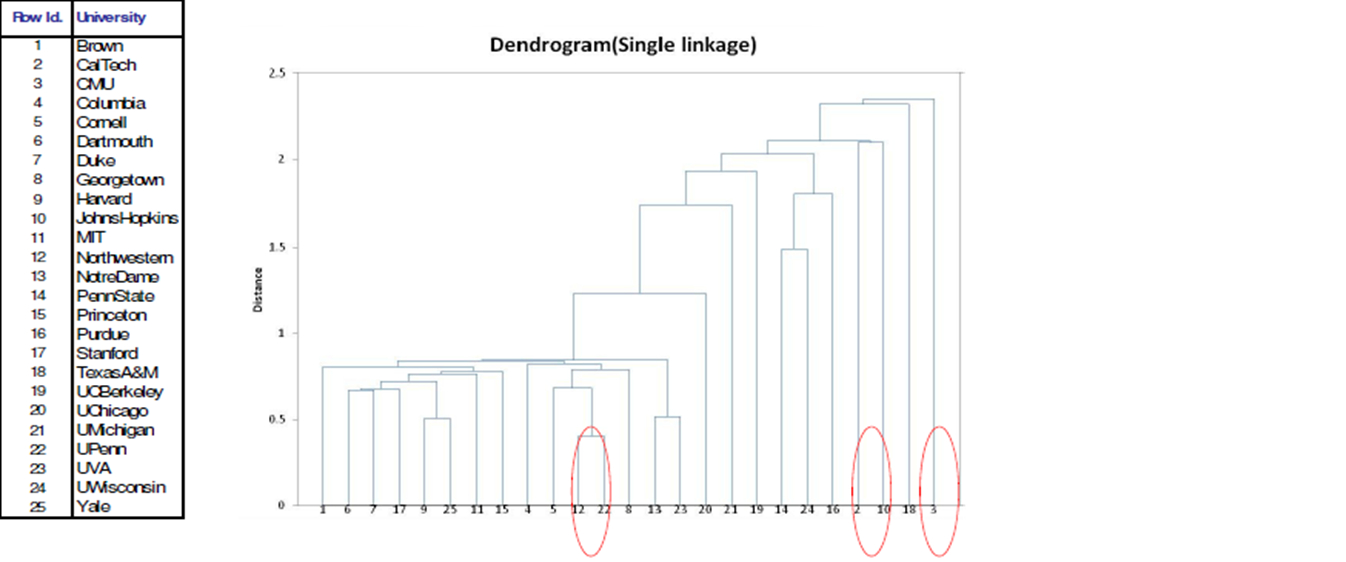 Row Id. University
1 Brown
2 CalTech
3 CMU
4 Columbia
5 Cornell
6 Dartmouth
7 Duke
8 Georgetown
9 Harvard
10 JohnsHopkins
11 MIT
12 Northwestern
13 NotreDame
14 PennState
15 Princeton
16 Purdue
17 Stanford
18 TexasA&M
19 UCBerkeley
20 UChicago
21 UMichigan
22 UPenn
23 UVA
24 UWisconsin
25 Yale
Dendrogram(Single linkage)
Distance
2.5
2
1.5
1
0.5
0
1 6 7 17 9 25 11 15 4 5 12 22 8 13 23 20 21 19 14 24 16 2 10 18 3